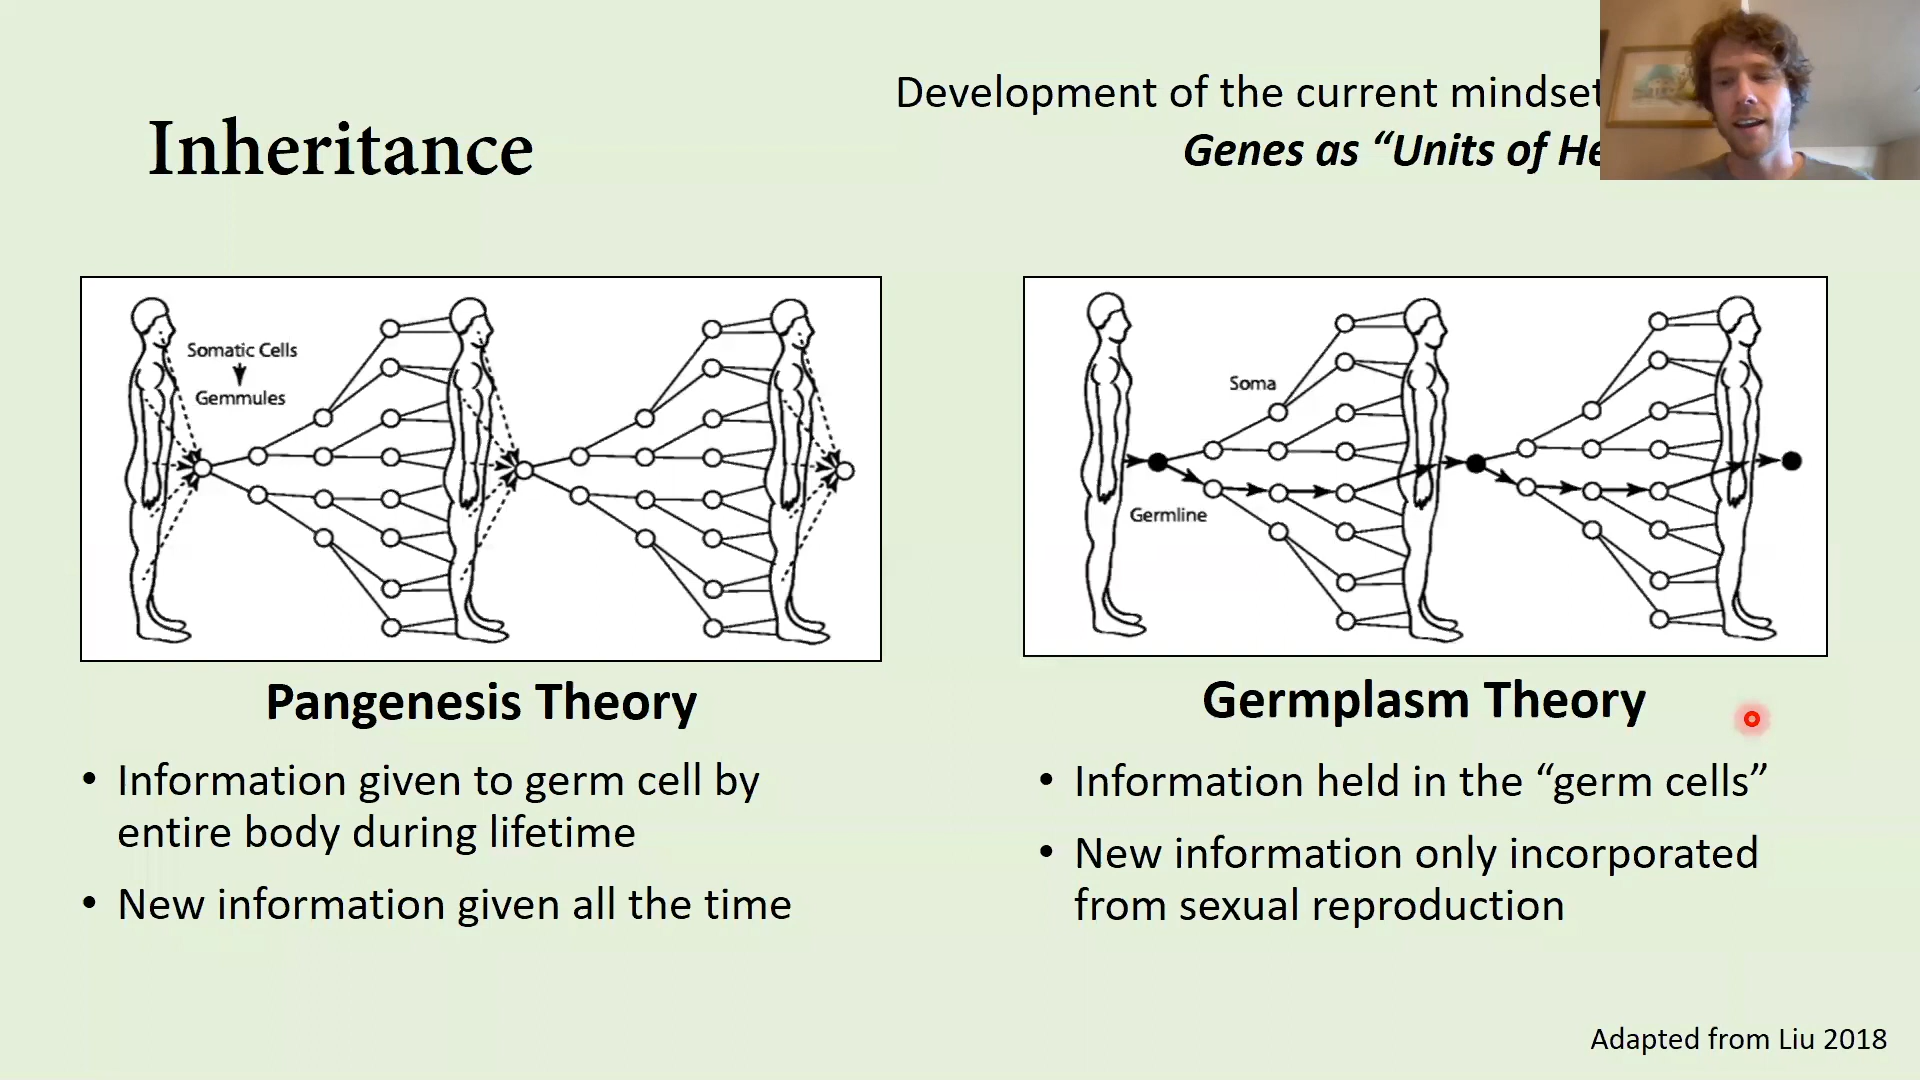 Inheritance
Development of the current mindset
Genes as “Units of He
Somatic Cells
Gemmules
Soma
Germline
Pangenesis Theory
• Information given to germ cell by
entire body during lifetime
• New information given all the time
Germplasm Theory
• Information held in the “germ cells”
• New information only incorporated
from sexual reproduction
Adapted from Liu 2018